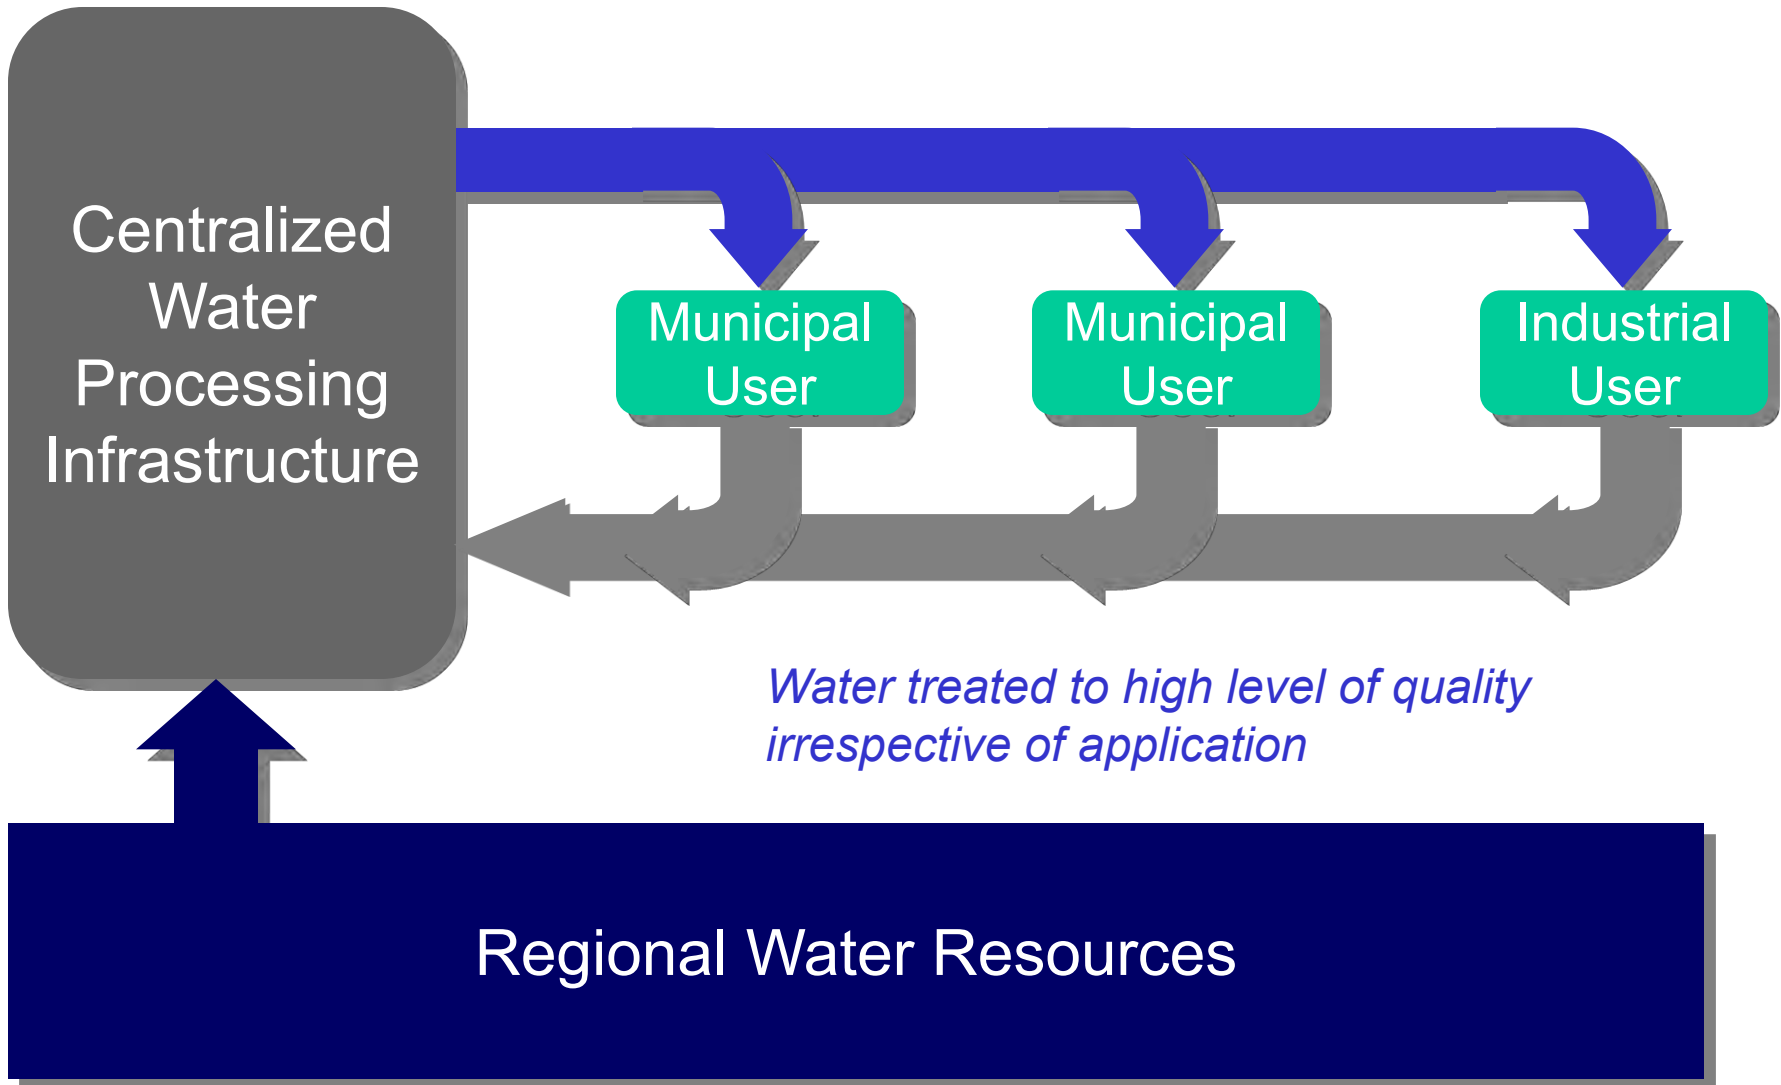 Centralized
Water
Processing
Infrastructure
Municipal
User
Municipal
User
Industrial
User
Water treated to high level of quality
irrespective of application
Regional Water Resources